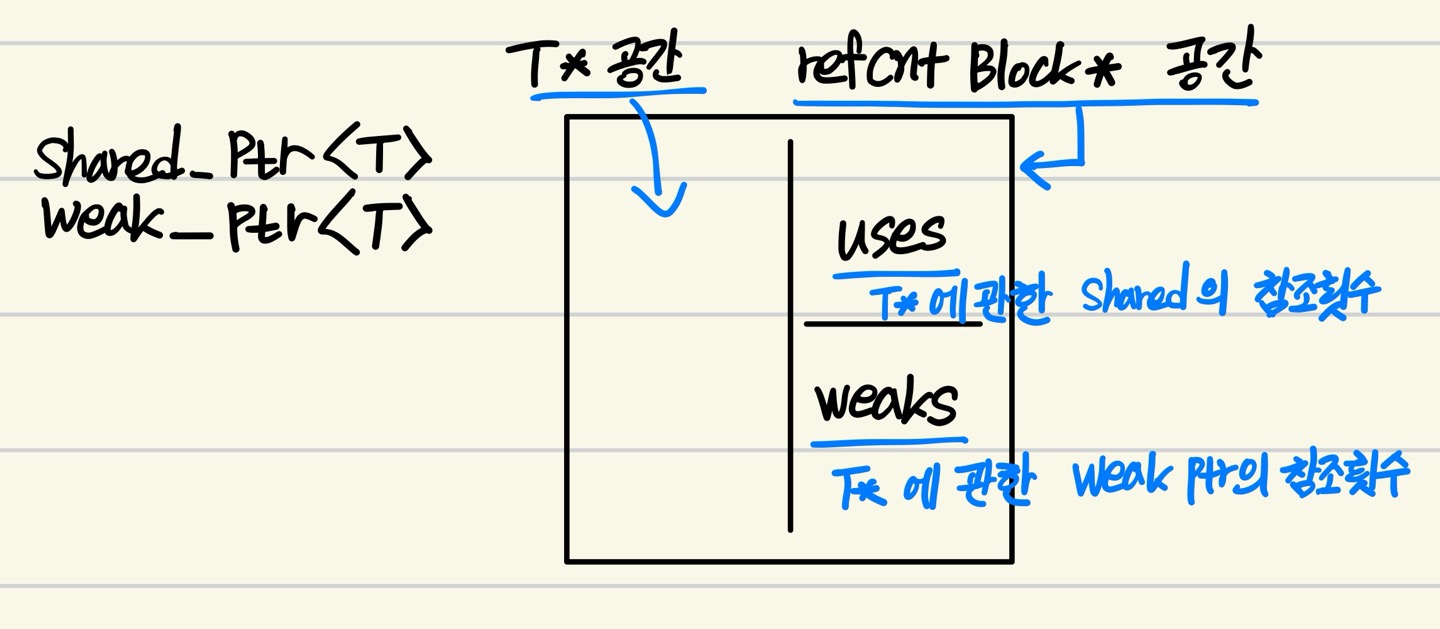 T* 공간
refCnt Block* 공간
Shared_Ptr<T>
weak_ptr<T>
uses
T*에 관한 Shared의 참조횟수
weaks
T*에 관한 weak ptr의 참조횟수